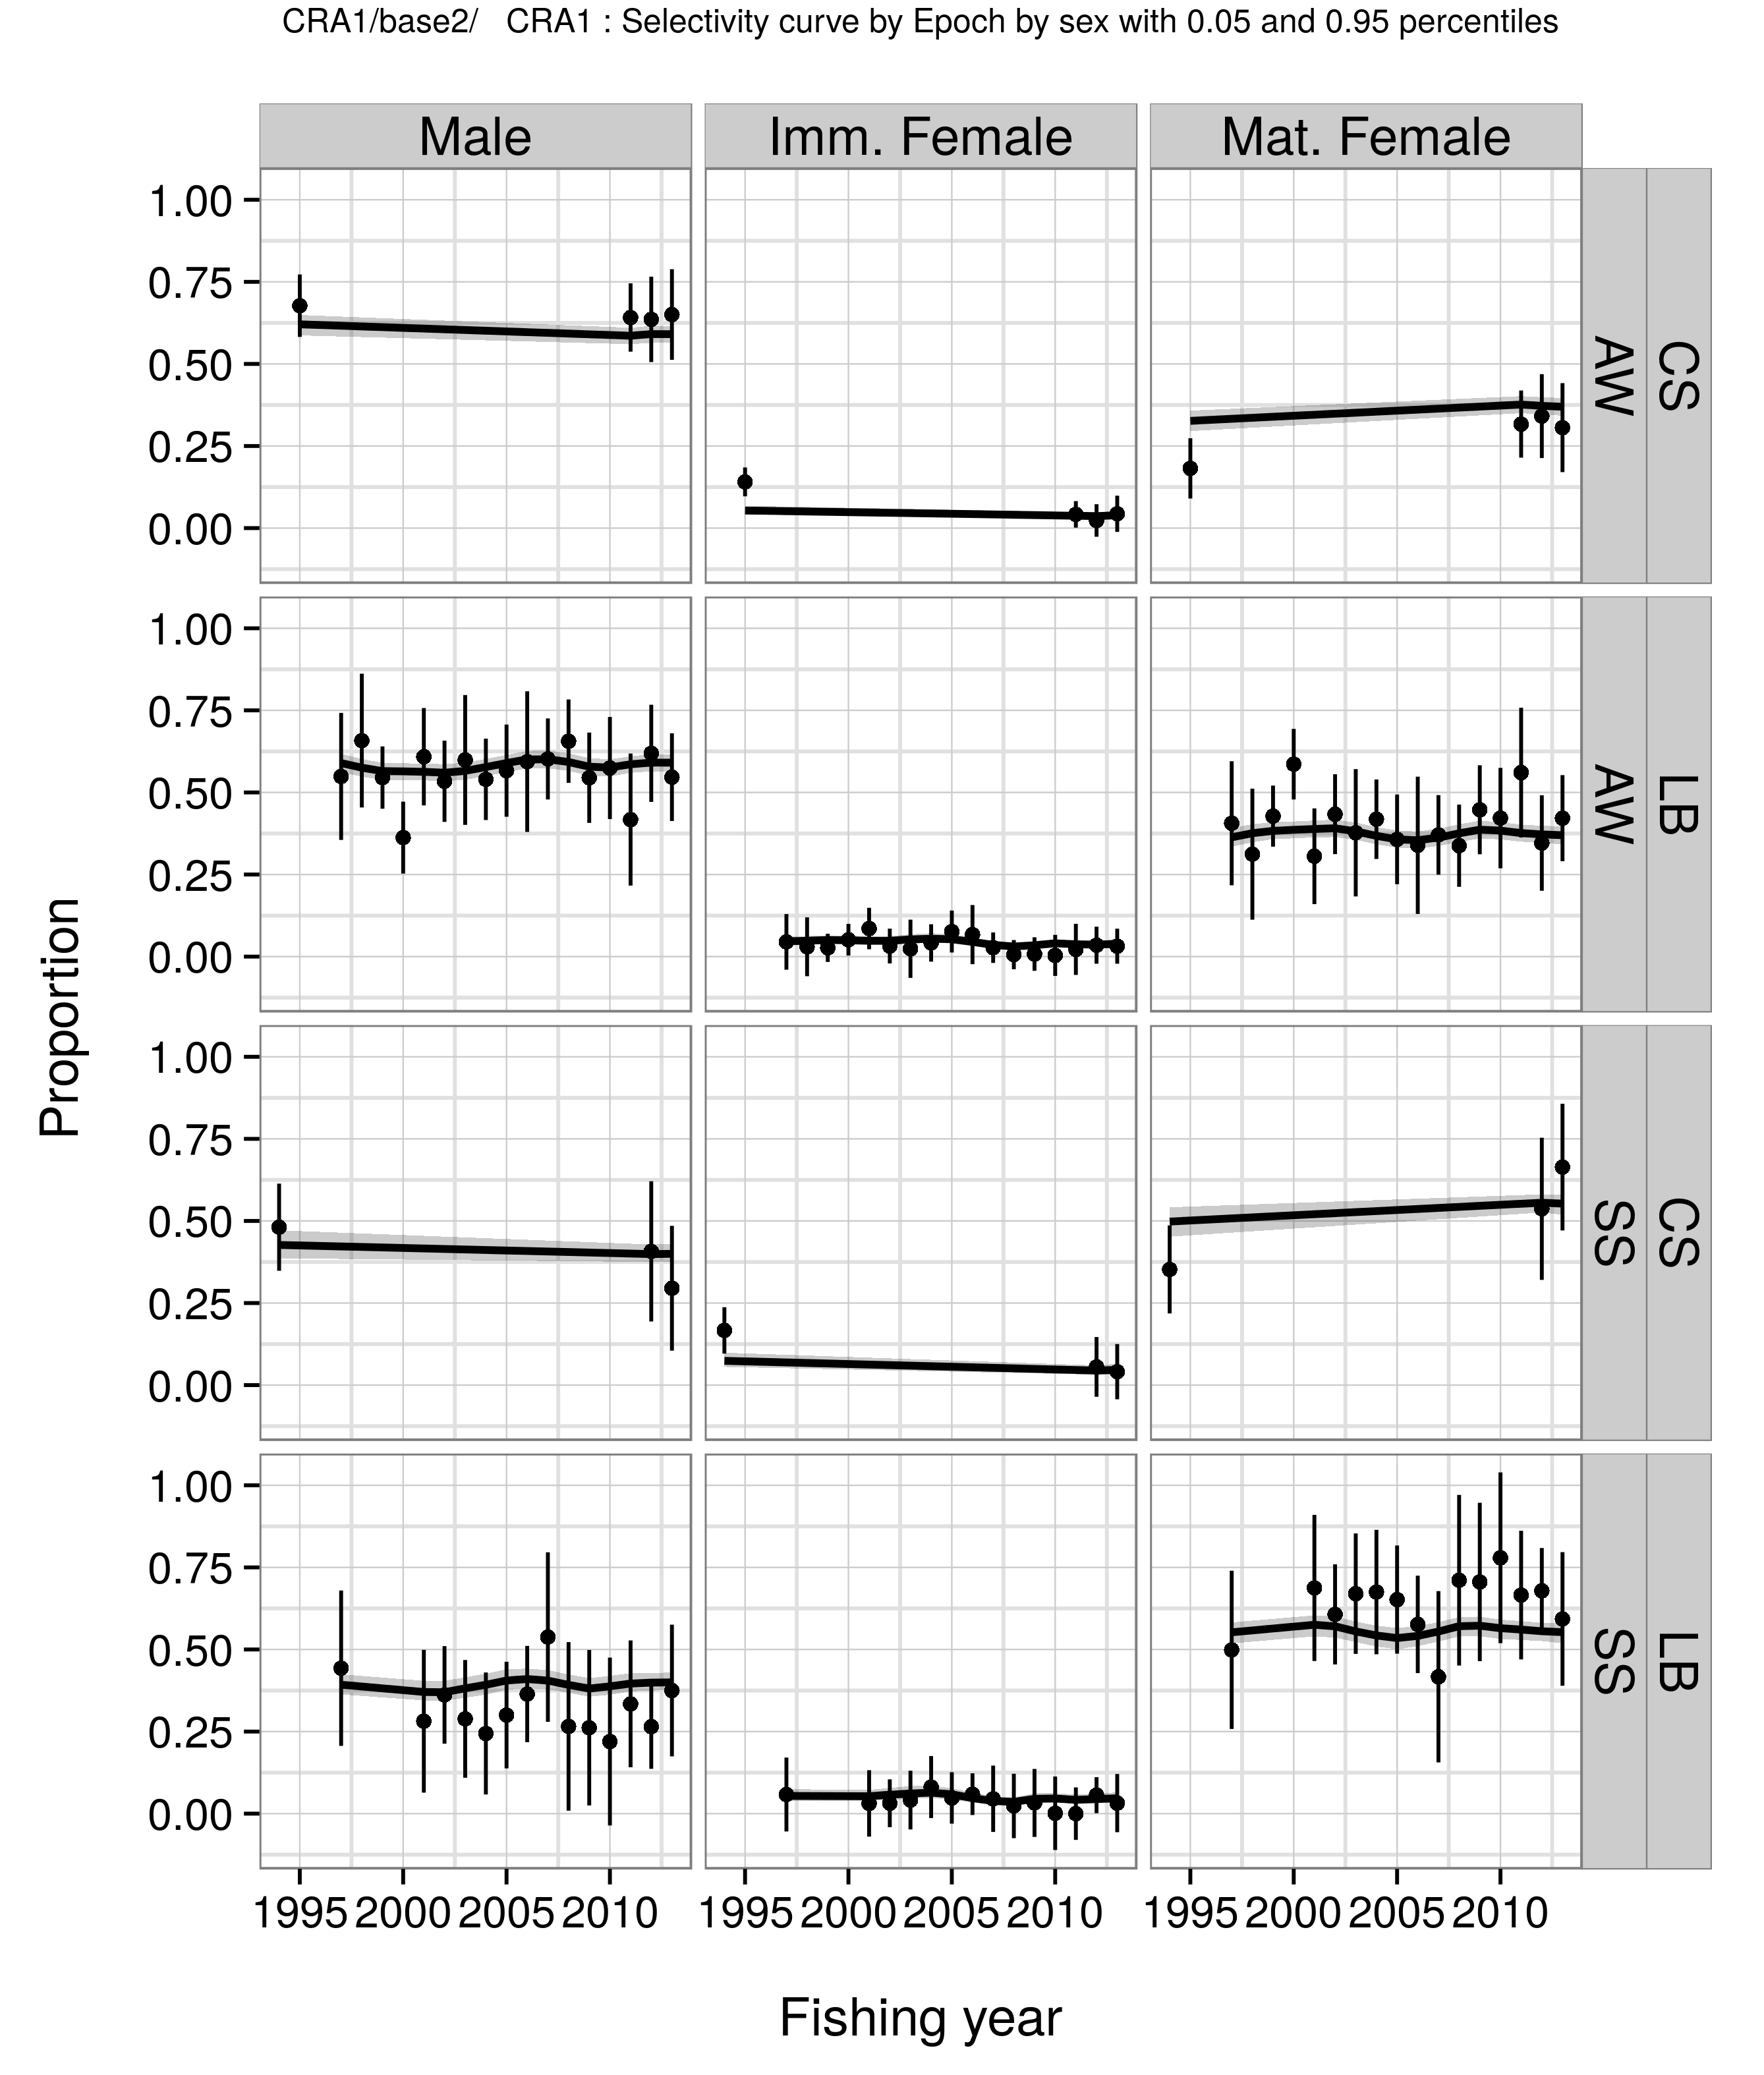 CRA1/base2/ CRA1 : Selectivity curve by Epoch by sex with 0.05 and 0.95 percentiles
Male Imm. Female Mat. Female
1.00
0.75
0.50
0.25
0.00
AW CS
1.00
0.75
0.50
0.25
0.00
AW LB
1.00
0.75
0.50
0.25
0.00
SS CS
1.00
0.75
0.50
0.25
0.00
SS LB
Proportion
1995 2000 2005 2010 1995 2000 2005 2010 1995 2000 2005 2010
Fishing year